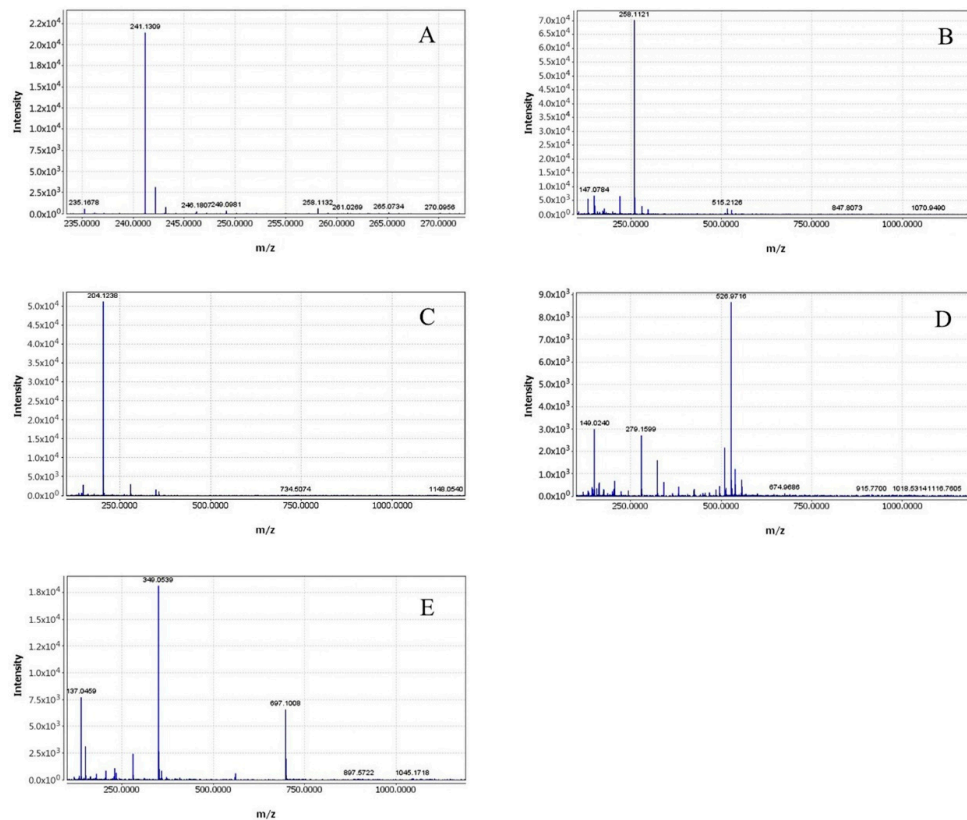 A
241.1309
2.2x10⁴
2.0x10⁴
1.8x10⁴
1.5x10⁴
1.2x10⁴
1.0x10⁴
7.5x10³
5.0x10³
2.5x10³
0.0x10⁰
Intensity
235.1678
246.1807
249.0981
258.1132
261.0269
265.0734
270.0956
235.0000 240.0000 245.0000 250.0000 255.0000 260.0000 265.0000 270.0000
m/z
B
258.1121
7.0x10⁴
6.5x10⁴
6.0x10⁴
5.5x10⁴
5.0x10⁴
4.5x10⁴
4.0x10⁴
3.5x10⁴
3.0x10⁴
2.5x10⁴
2.0x10⁴
1.5x10⁴
1.0x10⁴
5.0x10³
0.0x10⁰
Intensity
147.0784
515.2126
847.8073
1070.9490
250.0000 500.0000 750.0000 1000.0000
m/z
C
204.1238
5.0x10⁴
4.5x10⁴
4.0x10⁴
3.5x10⁴
3.0x10⁴
2.5x10⁴
2.0x10⁴
1.5x10⁴
1.0x10⁴
5.0x10³
0.0x10⁰
Intensity
734.5074
1148.0540
250.0000 500.0000 750.0000 1000.0000
m/z
D
526.9716
9.0x10³
8.0x10³
7.0x10³
6.0x10³
5.0x10³
4.0x10³
3.0x10³
2.0x10³
1.0x10³
0.0x10⁰
Intensity
149.0240
279.1599
674.9686
915.7700
1018.5314
1116.7605
250.0000 500.0000 750.0000 1000.0000
m/z
E
349.0539
1.8x10⁴
1.5x10⁴
1.2x10⁴
1.0x10⁴
7.5x10³
5.0x10³
2.5x10³
0.0x10⁰
Intensity
137.0459
697.1008
897.5722
1045.1718
250.0000 500.0000 750.0000 1000.0000
m/z